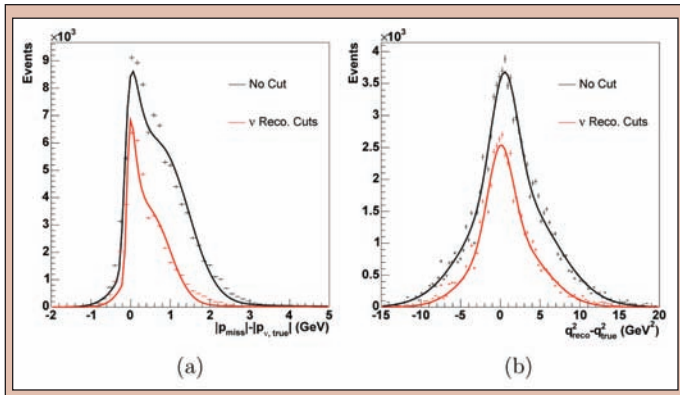 ×10³
Events
9
8
7
6
5
4
3
2
1
0
-2 -1 0 1 2 3 4 5
|p_miss|-|p_ν, true| (GeV)
No Cut
ν Reco. Cuts
(a)
×10³
Events
4
3.5
3
2.5
2
1.5
1
0.5
0
-15 -10 -5 0 5 10 15 20
q²_reco-q²_true (GeV²)
No Cut
ν Reco. Cuts
(b)